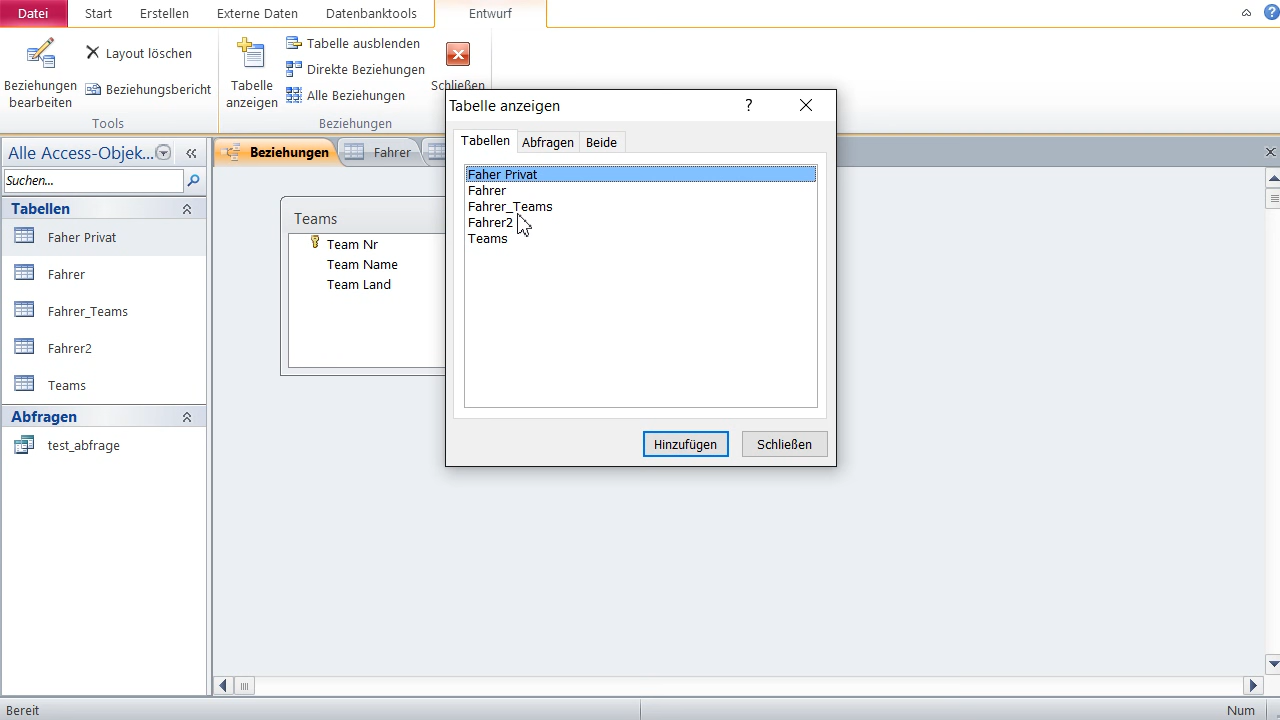 Datei Start Erstellen Externe Daten Datenbanktools Entwurf
Beziehungen bearbeiten
Layout löschen
Beziehungsbericht
Tools
Tabelle anzeigen
Tabelle ausblenden
Direkte Beziehungen
Alle Beziehungen
Schließen
Beziehungen
Alle Access-Objek...
Suchen...
Tabellen
Faher Privat
Fahrer
Fahrer_Teams
Fahrer2
Teams
Abfragen
test_abfrage
Beziehungen Fahrer
Teams
Team Nr
Team Name
Team Land
Tabelle anzeigen ?
Tabellen Abfragen Beide
Faher Privat
Fahrer
Fahrer_Teams
Fahrer2
Teams
Hinzufügen Schließen
Bereit Num